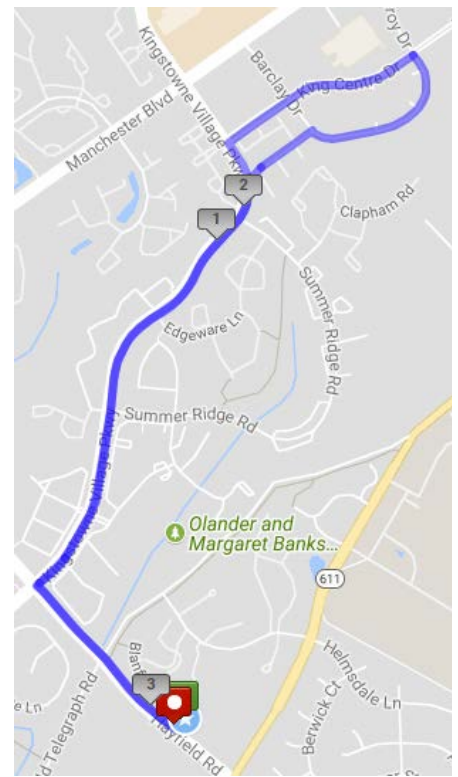 roy Dr
Kingstowne Village Pkwy
Barclay Dr
King Centre Dr
Manchester Blvd
2
1
Clapham Rd
Edgeware Ln
Summer Ridge Rd
Summer Ridge Rd
Kingstowne Village Pkwy
Olander and
Margaret Banks...
611
Helmsdale Ln
Berwick Ct
3
Hayfield Rd
e Ln
d Telegraph Rd